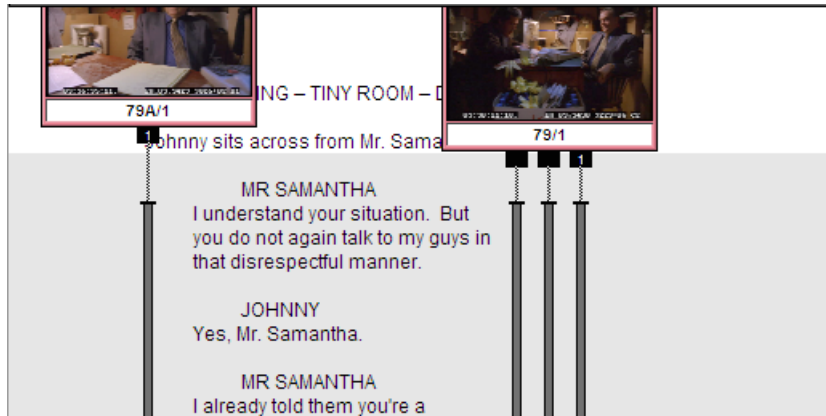 ING – TINY ROOM – D
79A/1
79/1
1
Johnny sits across from Mr. Sama
1
MR SAMANTHA
I understand your situation. But
you do not again talk to my guys in
that disrespectful manner.
JOHNNY
Yes, Mr. Samantha.
MR SAMANTHA
I already told them you're a